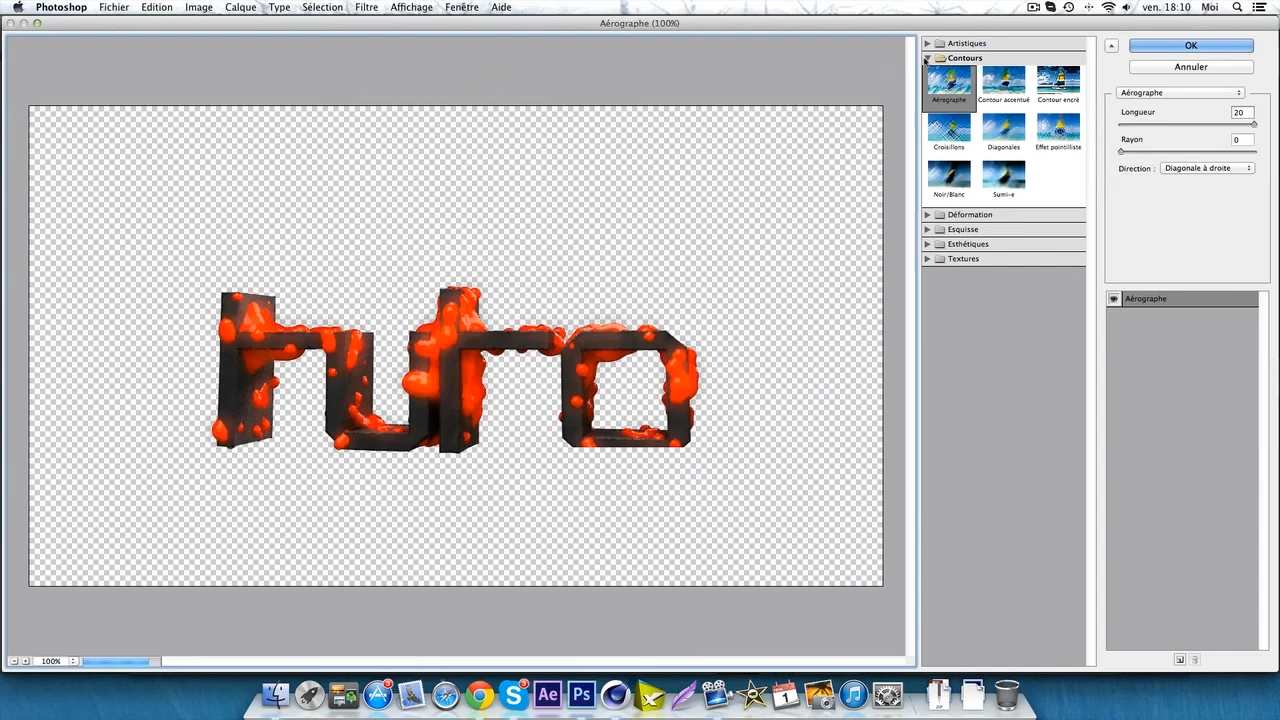 Photoshop Fichier Edition Image Calque Type Sélection Filtre Affichage Fenêtre Aide ven. 18:10 Moi
Aérographe (100%)
Artistiques
Contours
Aérographe Contour accentué Contour encré
Croisillons Diagonales Effet pointilliste
Noir/Blanc Sumi-e
Déformation
Esquisse
Esthétiques
Textures
OK
Annuler
Aérographe
Longueur 20
Rayon 0
Direction : Diagonale à droite
Aérographe
100%
Ae Ps